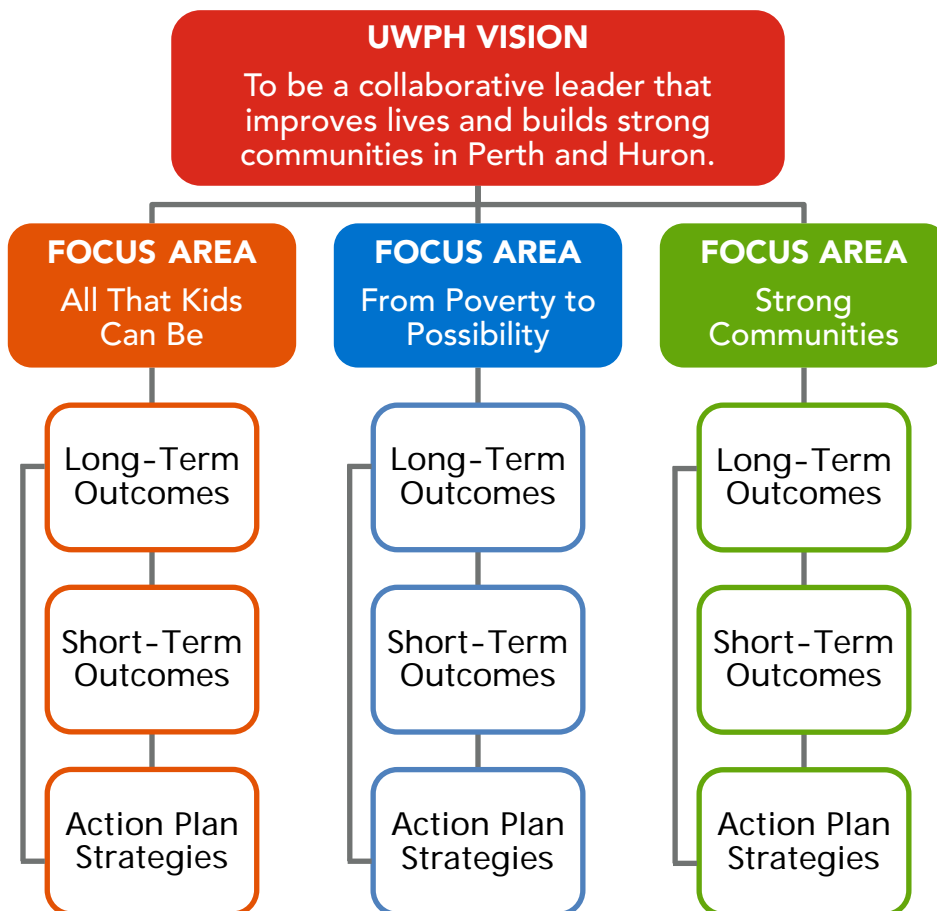 UWPH VISION
To be a collaborative leader that
improves lives and builds strong
communities in Perth and Huron.
FOCUS AREA
All That Kids
Can Be
FOCUS AREA
From Poverty to
Possibility
FOCUS AREA
Strong
Communities
Long-Term
Outcomes
Long-Term
Outcomes
Long-Term
Outcomes
Short-Term
Outcomes
Short-Term
Outcomes
Short-Term
Outcomes
Action Plan
Strategies
Action Plan
Strategies
Action Plan
Strategies